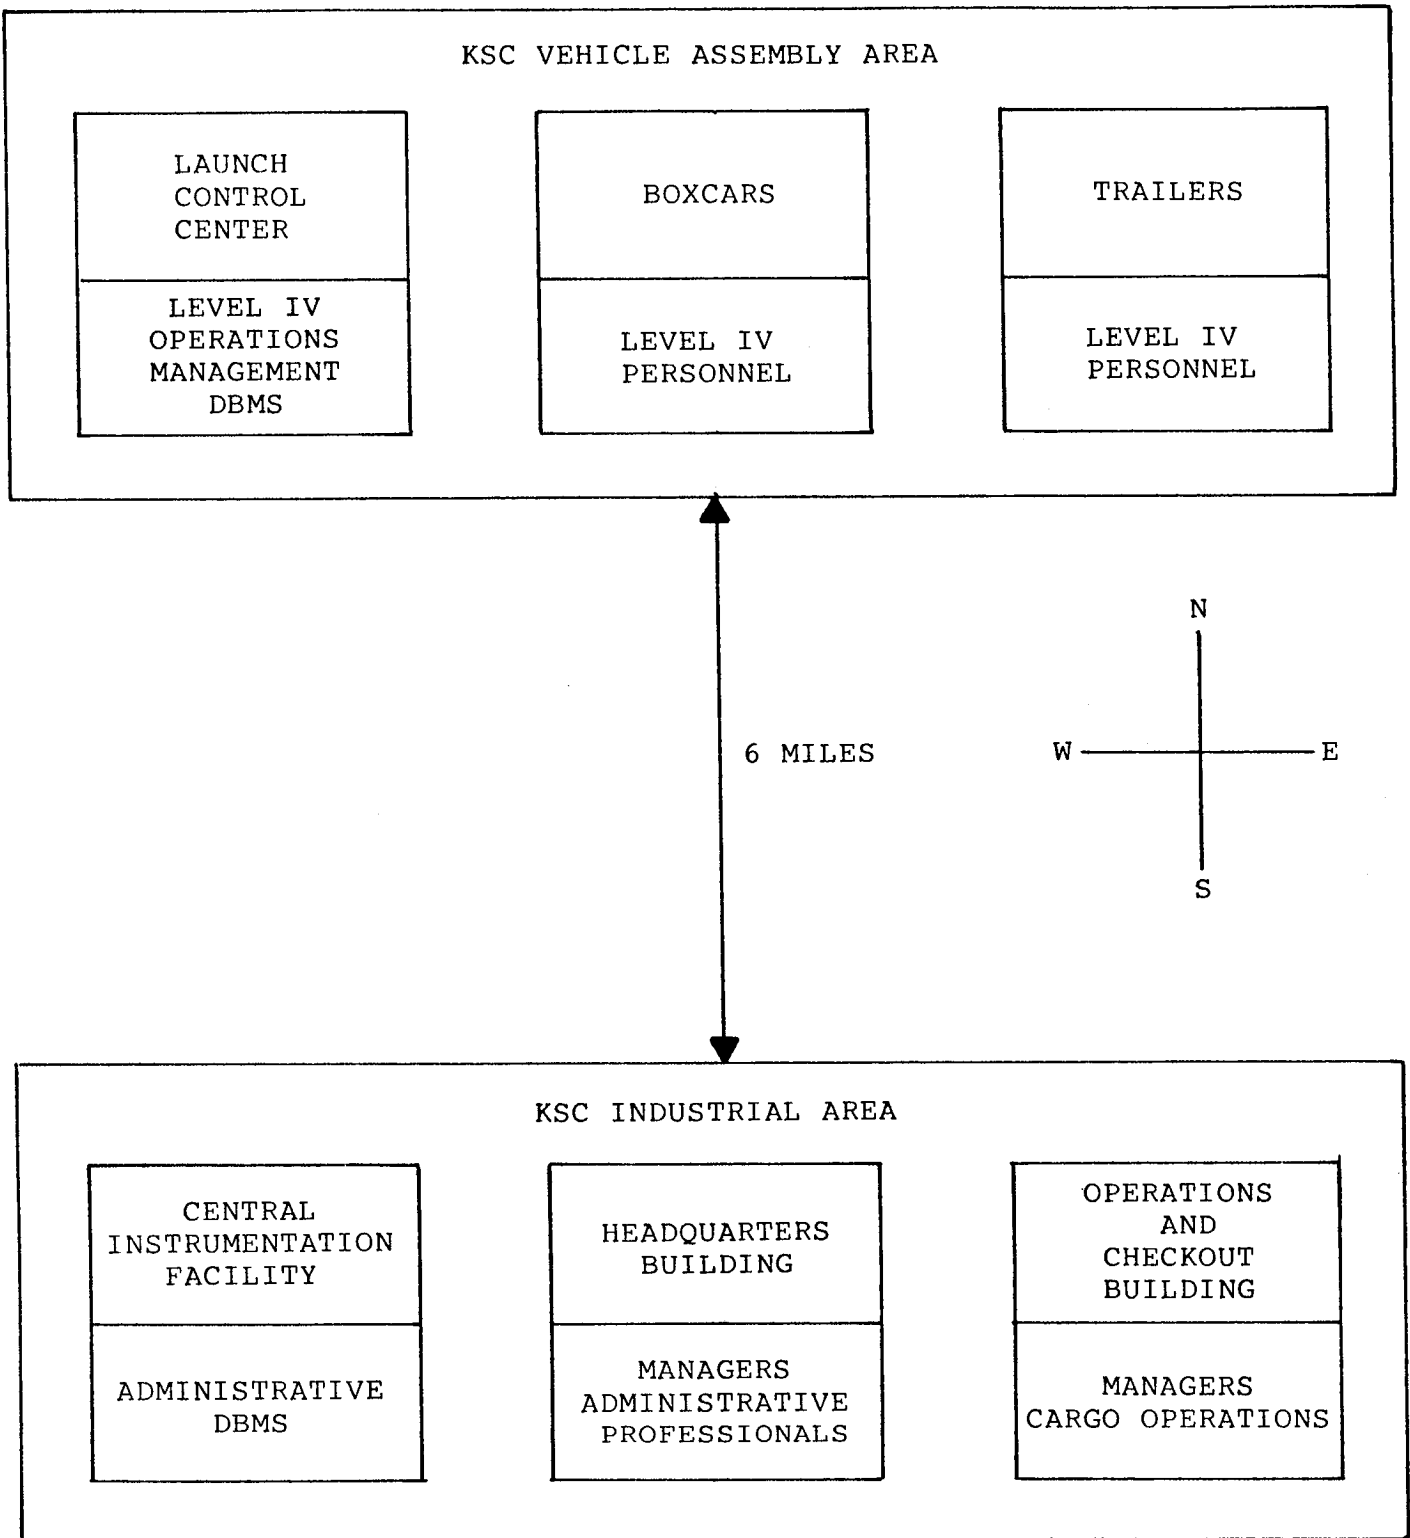 KSC VEHICLE ASSEMBLY AREA
LAUNCH
CONTROL
CENTER
LEVEL IV
OPERATIONS
MANAGEMENT
DBMS
BOXCARS
LEVEL IV
PERSONNEL
TRAILERS
LEVEL IV
PERSONNEL
6 MILES
N
W
E
S
KSC INDUSTRIAL AREA
CENTRAL
INSTRUMENTATION
FACILITY
ADMINISTRATIVE
DBMS
HEADQUARTERS
BUILDING
MANAGERS
ADMINISTRATIVE
PROFESSIONALS
OPERATIONS
AND
CHECKOUT
BUILDING
MANAGERS
CARGO OPERATIONS